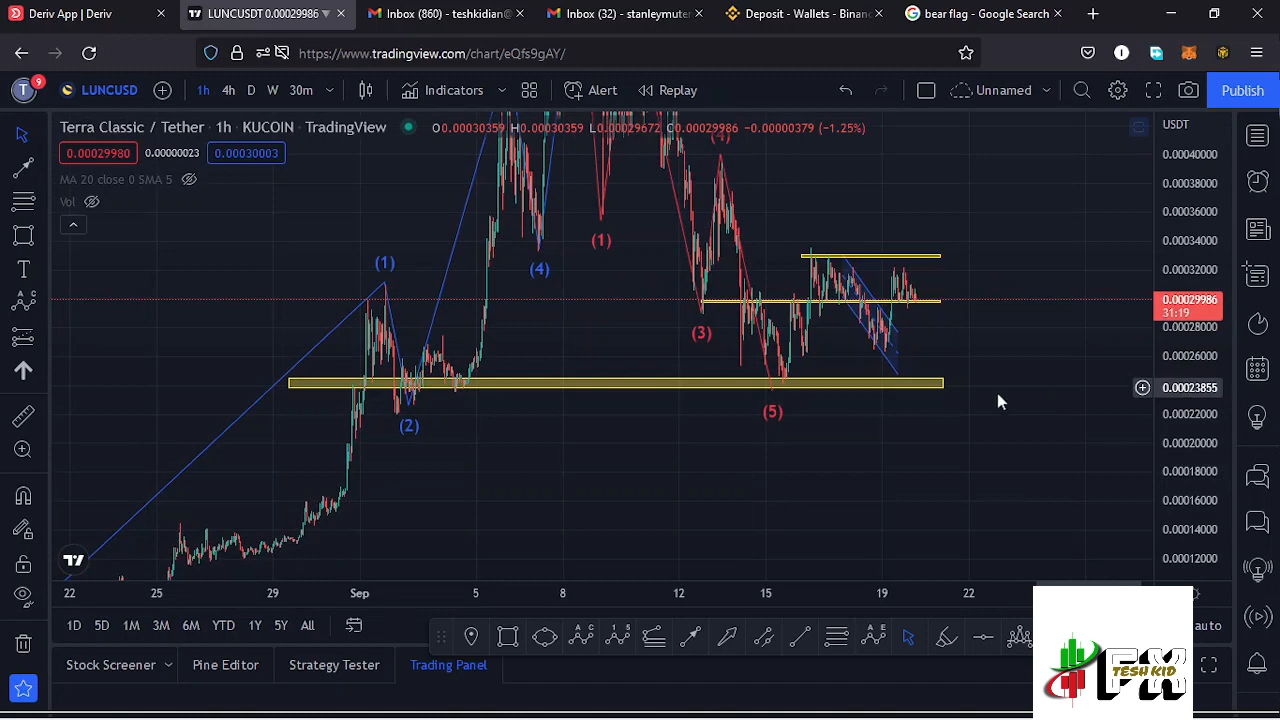 Deriv App | Deriv
LUNCUSDT 0.00029986
Inbox (860) - teshkidian@
Inbox (32) - stanleymuter
Deposit - Wallets - Binanc
bear flag - Google Search
https://www.tradingview.com/chart/eQfs9gAY/
T
9
LUNCUSD
1h
4h
D
W
30m
Indicators
Alert
Replay
Unnamed
Publish
Terra Classic / Tether · 1h · KUCOIN · TradingView
O0.00030359 H0.00030359 L0.00029672 C0.00029986 −0.00000379 (−1.25%)
0.00029980
0.00000023
0.00030003
MA 20 close 0 SMA 5
Vol
USDT
0.00040000
0.00038000
0.00036000
0.00034000
0.00032000
0.00029986
31:19
0.00028000
0.00026000
0.00023855
0.00022000
0.00020000
0.00018000
0.00016000
0.00014000
0.00012000
(1)
(2)
(4)
(1)
(3)
(4)
(5)
22
25
29
Sep
5
8
12
15
19
22
1D
5D
1M
3M
6M
YTD
1Y
5Y
All
auto
Stock Screener
Pine Editor
Strategy Tester
Trading Panel
FX
TESH KID